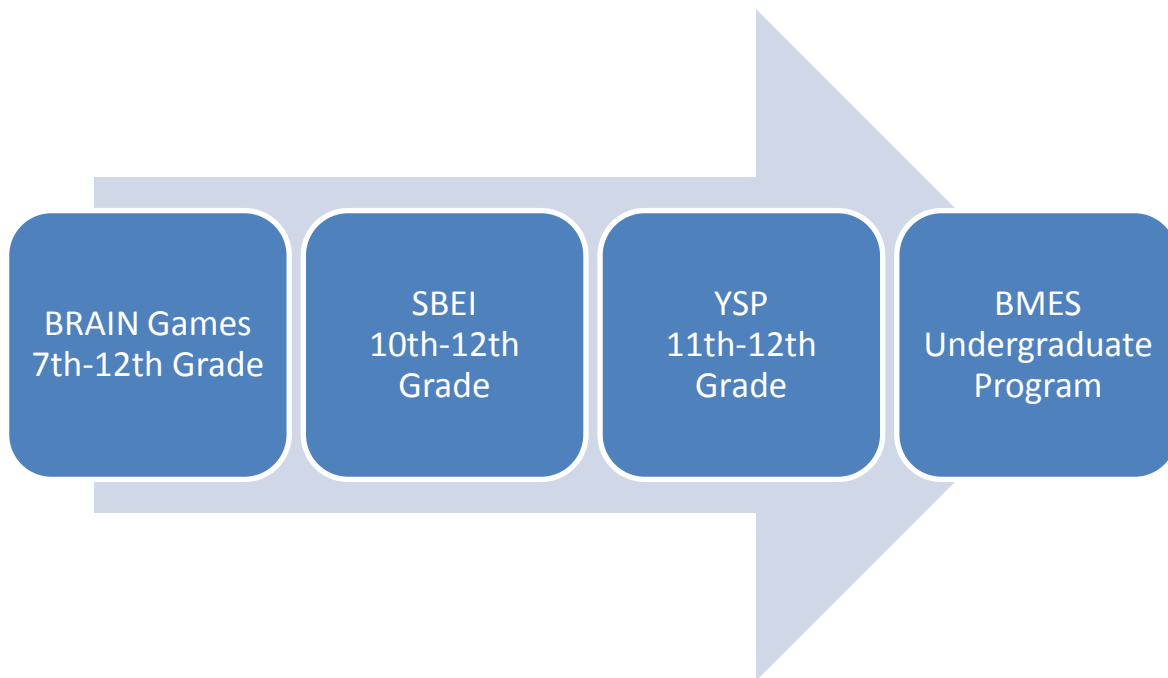 BRAIN Games
7th-12th Grade
SBEI
10th-12th
Grade
YSP
11th-12th
Grade
BMES
Undergraduate
Program